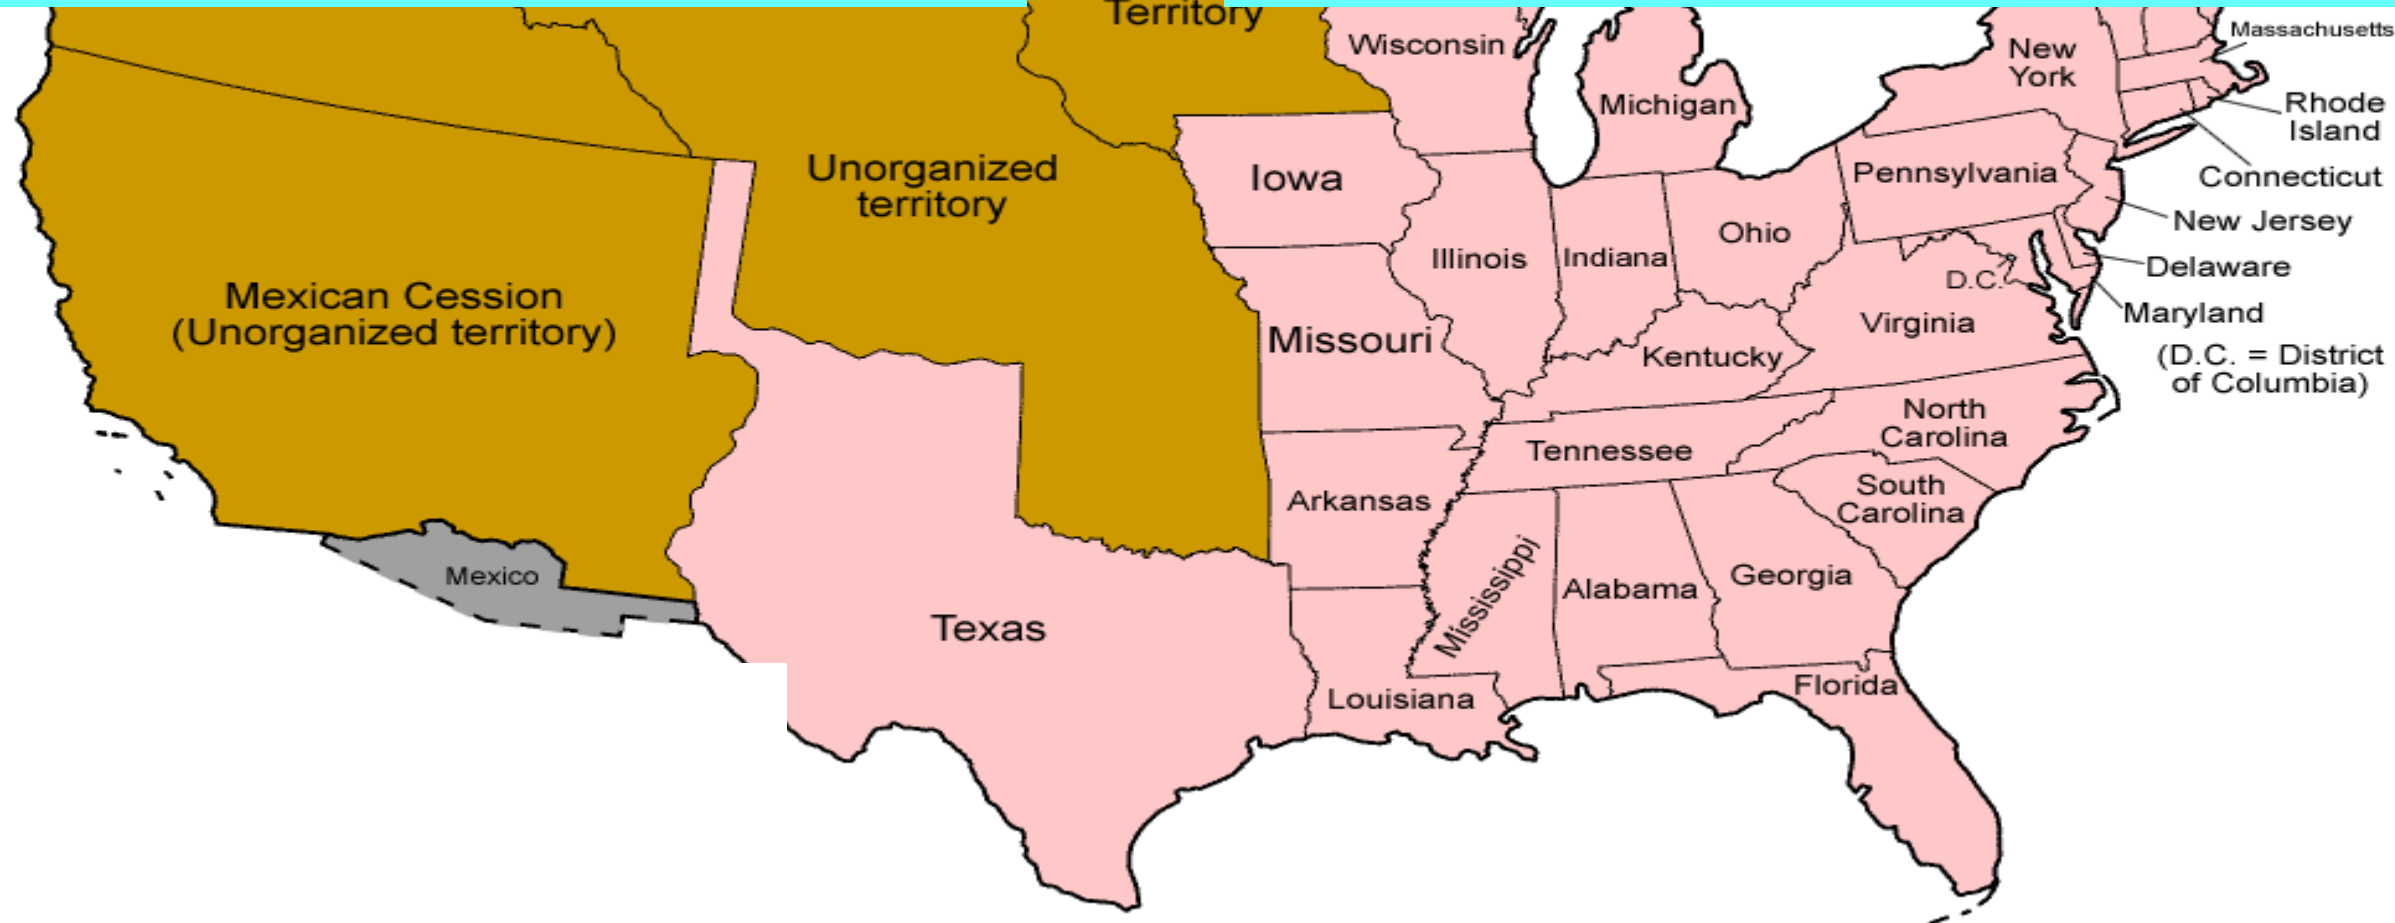 Territory
Wisconsin
Michigan
New
York
Massachusetts
Rhode
Island
Connecticut
New Jersey
Delaware
Maryland
(D.C. = District
of Columbia)
Unorganized
territory
Iowa
Illinois
Indiana
Ohio
Pennsylvania
D.C.
Mexican Cession
(Unorganized territory)
Missouri
Kentucky
Virginia
North
Carolina
Tennessee
Arkansas
South
Carolina
Mississippi
Alabama
Georgia
Mexico
Texas
Louisiana
Florida